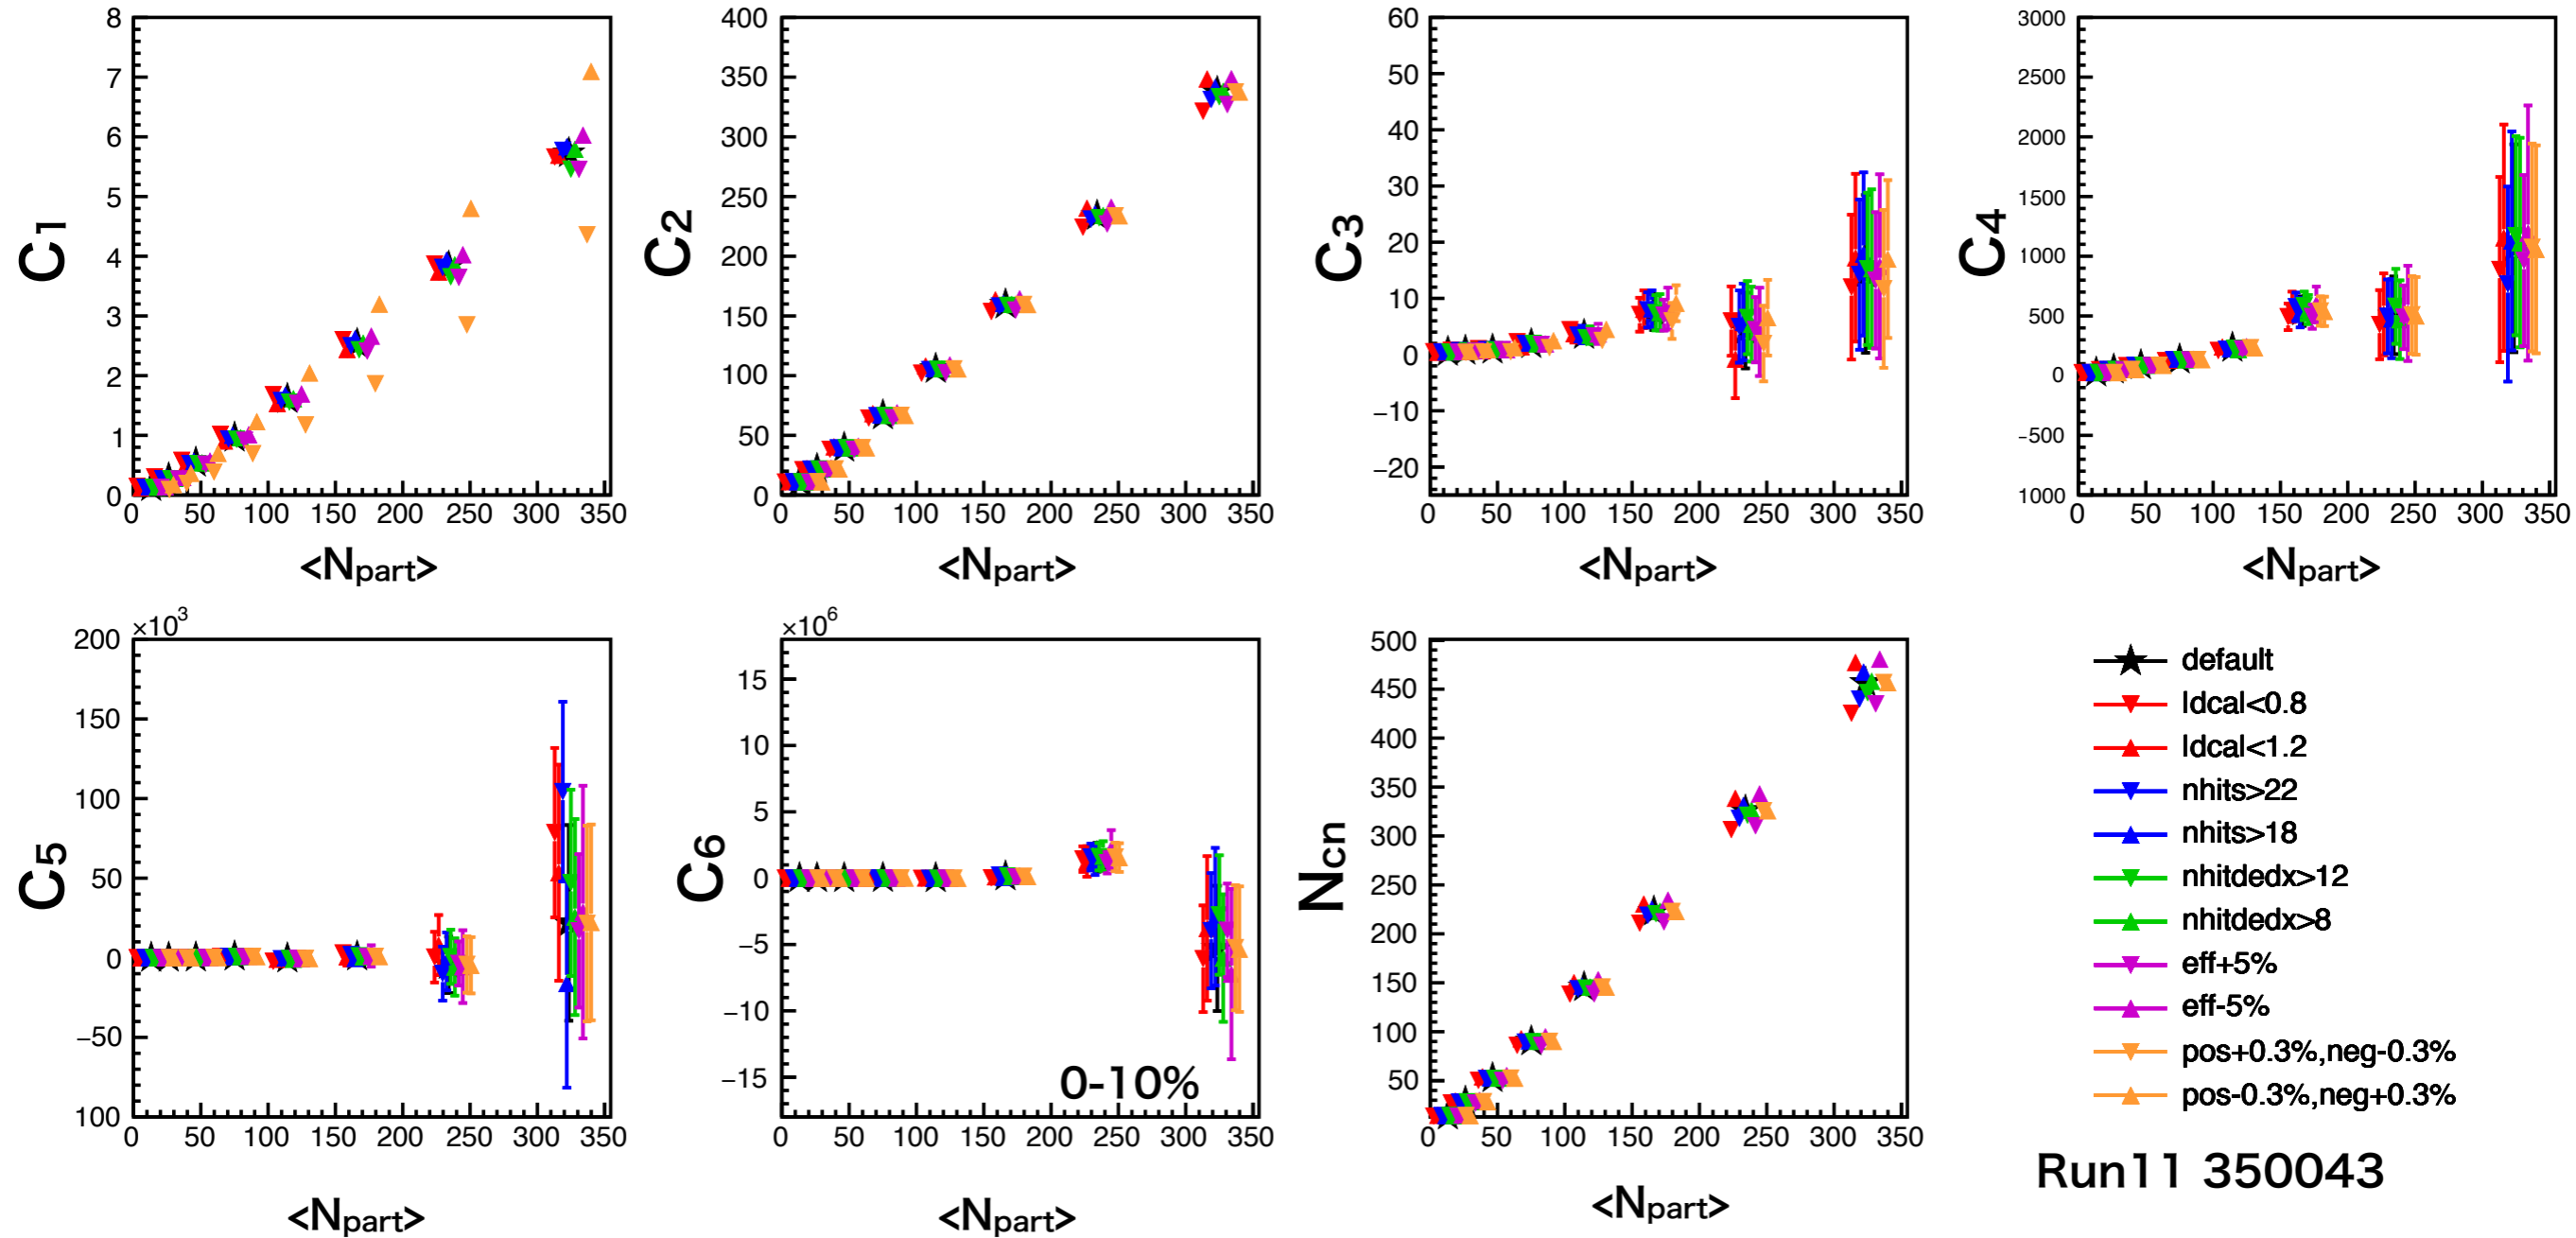 C1
8
7
6
5
4
3
2
1
0
0 50 100 150 200 250 300 350
<Npart>
C2
400
350
300
250
200
150
100
50
0
0 50 100 150 200 250 300 350
<Npart>
C3
60
50
40
30
20
10
0
−10
−20
0 50 100 150 200 250 300 350
<Npart>
C4
3000
2500
2000
1500
1000
500
0
−500
1000
0 50 100 150 200 250 300 350
<Npart>
C5
×10³
200
150
100
50
0
−50
100
0 50 100 150 200 250 300 350
<Npart>
C6
×10⁶
15
10
5
0
−5
−10
−15
0-10%
0 50 100 150 200 250 300 350
<Npart>
Ncn
500
450
400
350
300
250
200
150
100
50
0 50 100 150 200 250 300 350
<Npart>
default
ldcal<0.8
ldcal<1.2
nhits>22
nhits>18
nhitdedx>12
nhitdedx>8
eff+5%
eff-5%
pos+0.3%,neg-0.3%
pos-0.3%,neg+0.3%
Run11 350043